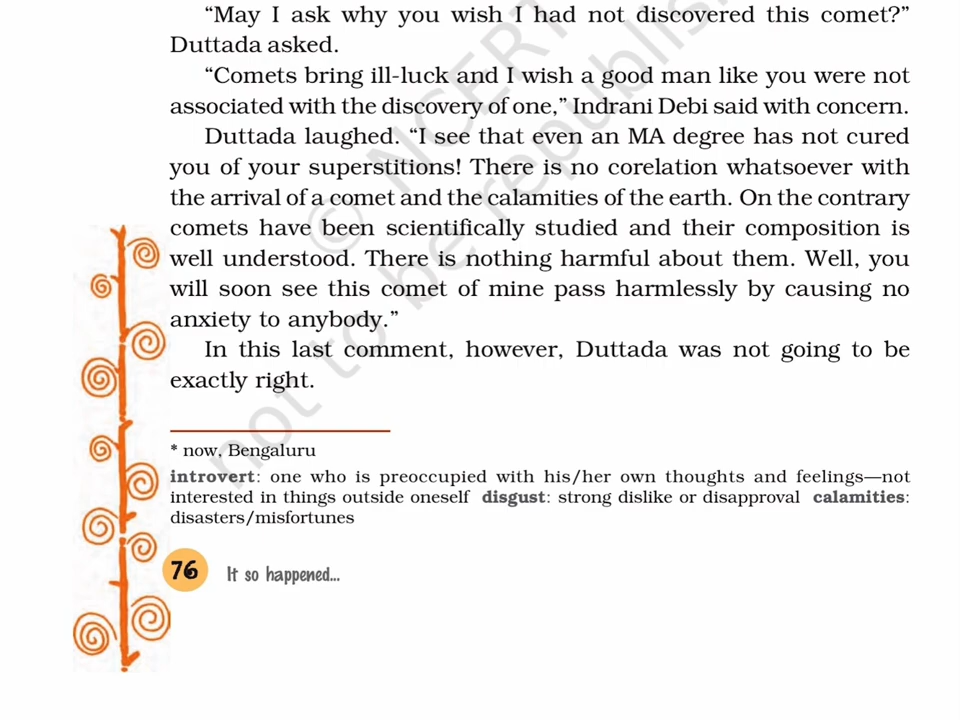 “May I ask why you wish I had not discovered this comet?”
Duttada asked.
“Comets bring ill-luck and I wish a good man like you were not
associated with the discovery of one,” Indrani Debi said with concern.
Duttada laughed. “I see that even an MA degree has not cured
you of your superstitions! There is no corelation whatsoever with
the arrival of a comet and the calamities of the earth. On the contrary
comets have been scientifically studied and their composition is
well understood. There is nothing harmful about them. Well, you
will soon see this comet of mine pass harmlessly by causing no
anxiety to anybody.”
In this last comment, however, Duttada was not going to be
exactly right.
* now, Bengaluru
introvert: one who is preoccupied with his/her own thoughts and feelings—not
interested in things outside oneself disgust: strong dislike or disapproval calamities:
disasters/misfortunes
76 It so happened...
© NCERT
not to be republis